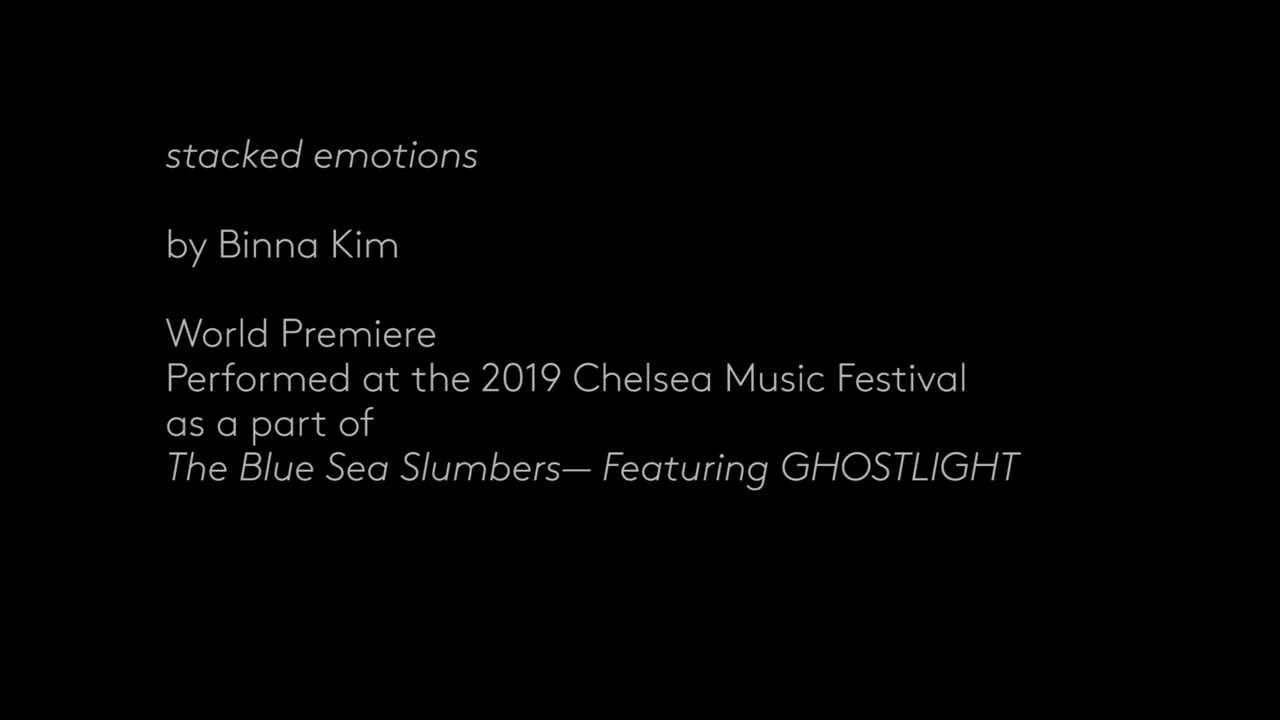 stacked emotions
by Binna Kim
World Premiere
Performed at the 2019 Chelsea Music Festival
as a part of
The Blue Sea Slumbers— Featuring GHOSTLIGHT